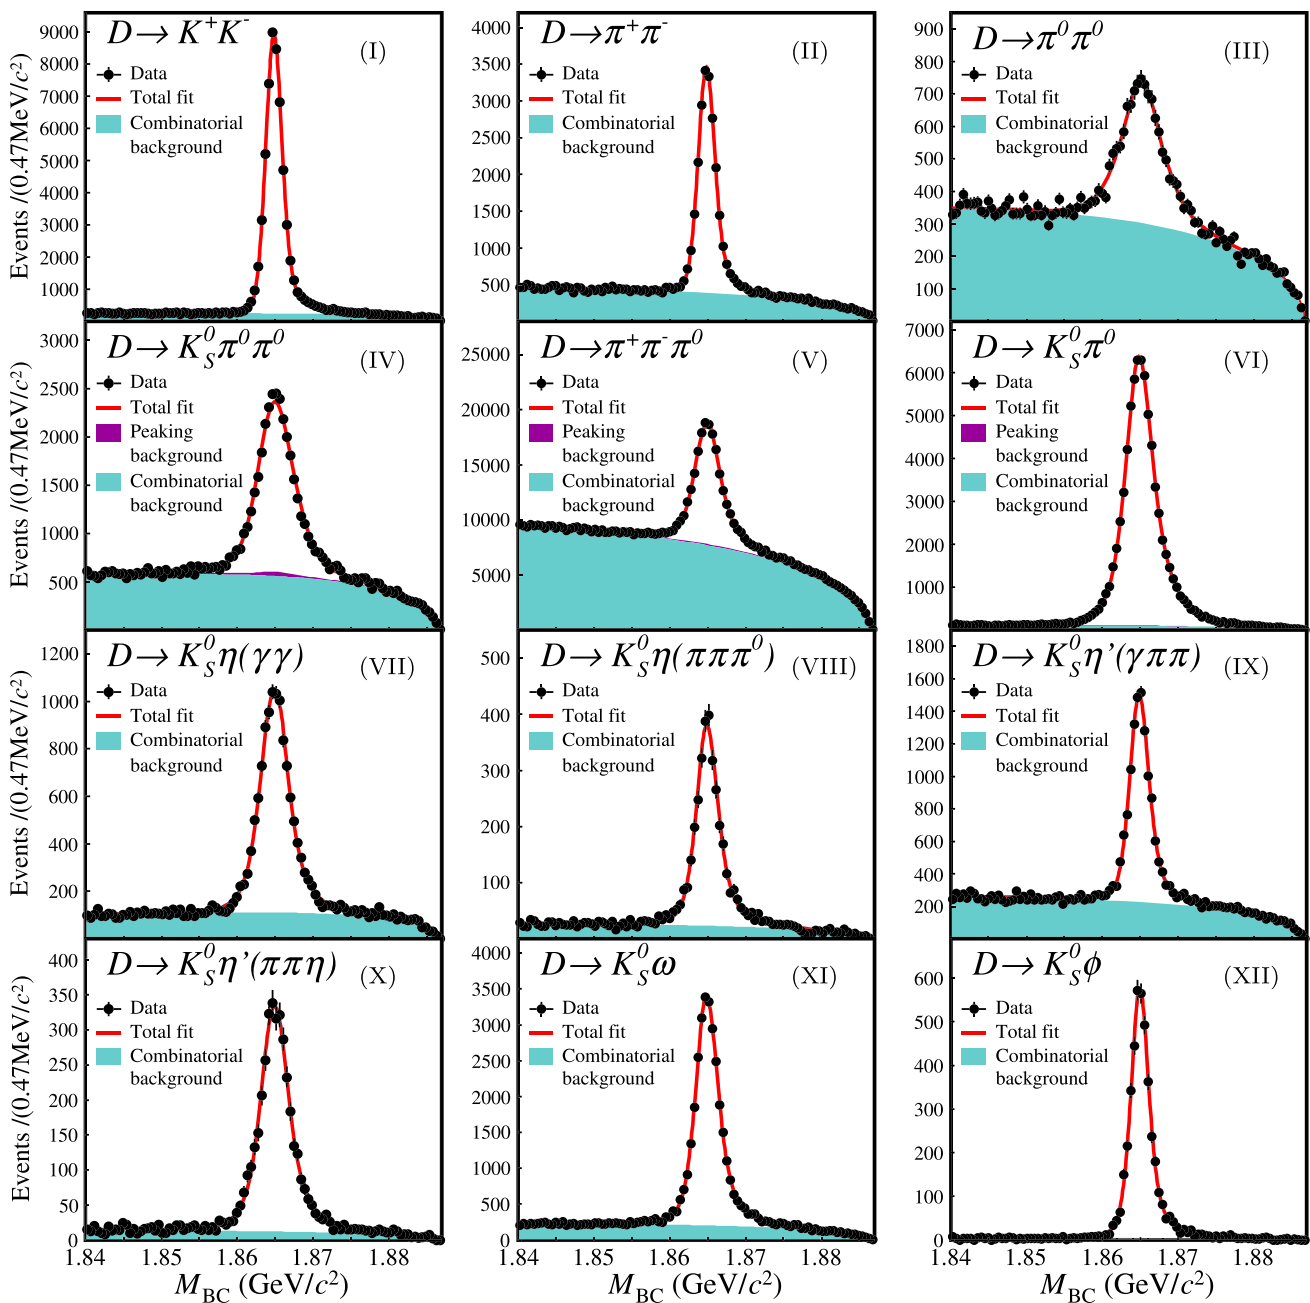 D→ K⁺K⁻
(I)
Data
Total fit
Combinatorial
background
9000
8000
7000
6000
5000
4000
3000
2000
1000
Events /(0.47MeV/c²)
D→π⁺π⁻
(II)
Data
Total fit
Combinatorial
background
4000
3500
3000
2500
2000
1500
1000
500
D→π⁰π⁰
(III)
Data
Total fit
Combinatorial
background
900
800
700
600
500
400
300
200
100
D→ K_S⁰π⁰π⁰
(IV)
Data
Total fit
Peaking
background
Combinatorial
background
3000
2500
2000
1500
1000
500
Events /(0.47MeV/c²)
D→π⁺π⁻π⁰
(V)
Data
Total fit
Peaking
background
Combinatorial
background
25000
20000
15000
10000
5000
D→ K_S⁰π⁰
(VI)
Data
Total fit
Peaking
background
Combinatorial
background
7000
6000
5000
4000
3000
2000
1000
D→ K_S⁰η(γγ)
(VII)
Data
Total fit
Combinatorial
background
1200
1000
800
600
400
200
Events /(0.47MeV/c²)
D→ K_S⁰η(πππ⁰)
(VIII)
Data
Total fit
Combinatorial
background
500
400
300
200
100
D→ K_S⁰η’(γππ)
(IX)
Data
Total fit
Combinatorial
background
1800
1600
1400
1200
1000
800
600
400
200
D→ K_S⁰η’(ππη)
(X)
Data
Total fit
Combinatorial
background
400
350
300
250
200
150
100
50
0
Events /(0.47MeV/c²)
1.84 1.85 1.86 1.87 1.88
M_BC (GeV/c²)
D→ K_S⁰ω
(XI)
Data
Total fit
Combinatorial
background
4000
3500
3000
2500
2000
1500
1000
500
0
1.84 1.85 1.86 1.87 1.88
M_BC (GeV/c²)
D→ K_S⁰ϕ
(XII)
Data
Total fit
Combinatorial
background
600
500
400
300
200
100
0
1.84 1.85 1.86 1.87 1.88
M_BC (GeV/c²)